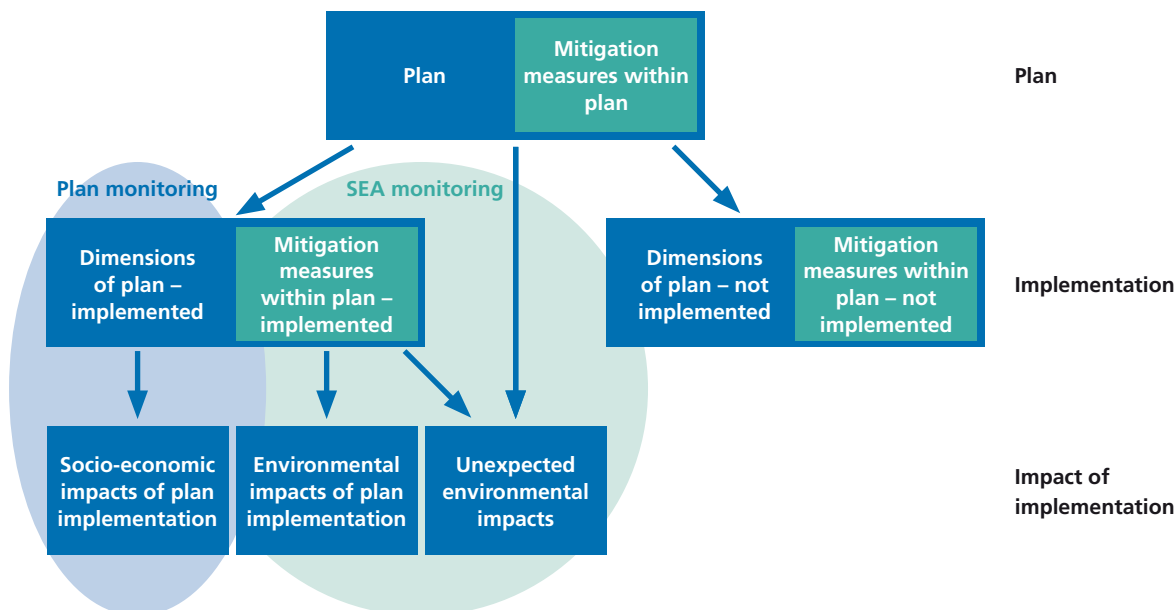 Plan
Mitigation
measures within
plan
Plan
Plan monitoring
SEA monitoring
Dimensions
of plan –
implemented
Mitigation
measures
within plan –
implemented
Dimensions
of plan – not
implemented
Mitigation
measures within
plan – not
implemented
Implementation
Socio-economic
impacts of plan
implementation
Environmental
impacts of plan
implementation
Unexpected
environmental
impacts
Impact of
implementation